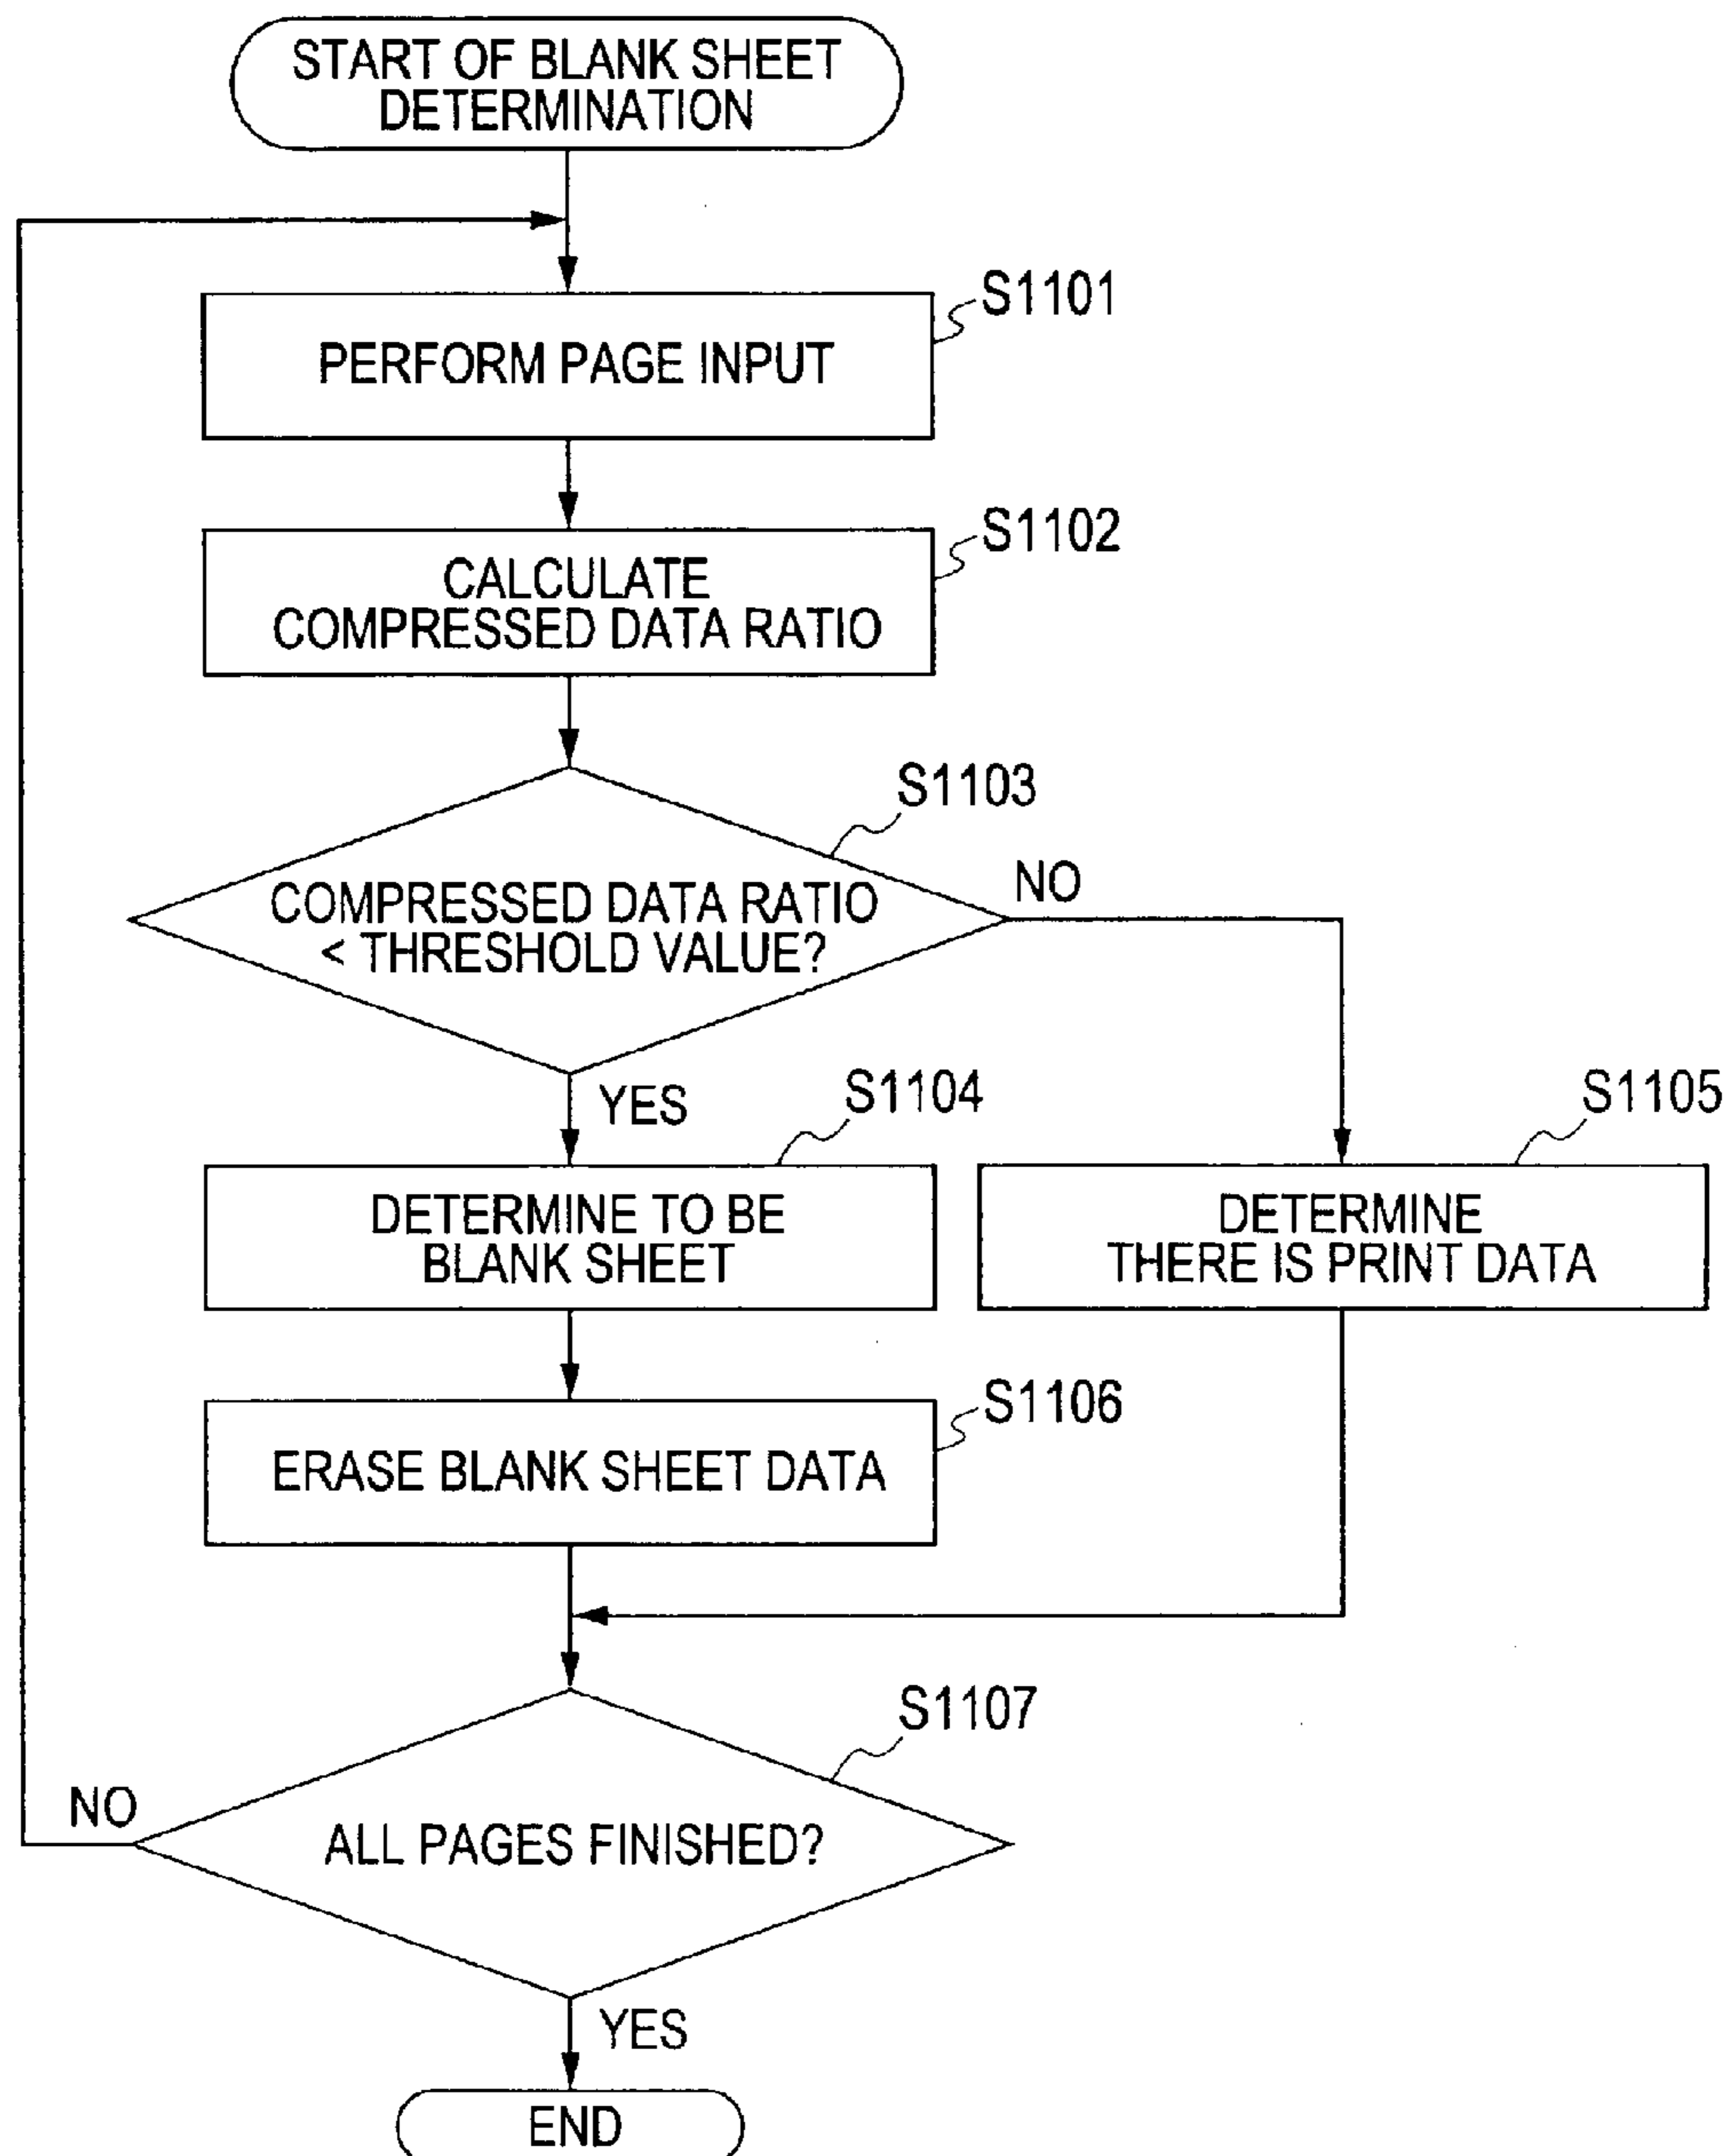 START OF BLANK SHEET
DETERMINATION
S1101
PERFORM PAGE INPUT
S1102
CALCULATE
COMPRESSED DATA RATIO
S1103
COMPRESSED DATA RATIO
< THRESHOLD VALUE?
NO
YES
S1104
S1105
DETERMINE TO BE
BLANK SHEET
DETERMINE
THERE IS PRINT DATA
S1106
ERASE BLANK SHEET DATA
S1107
NO
ALL PAGES FINISHED?
YES
END